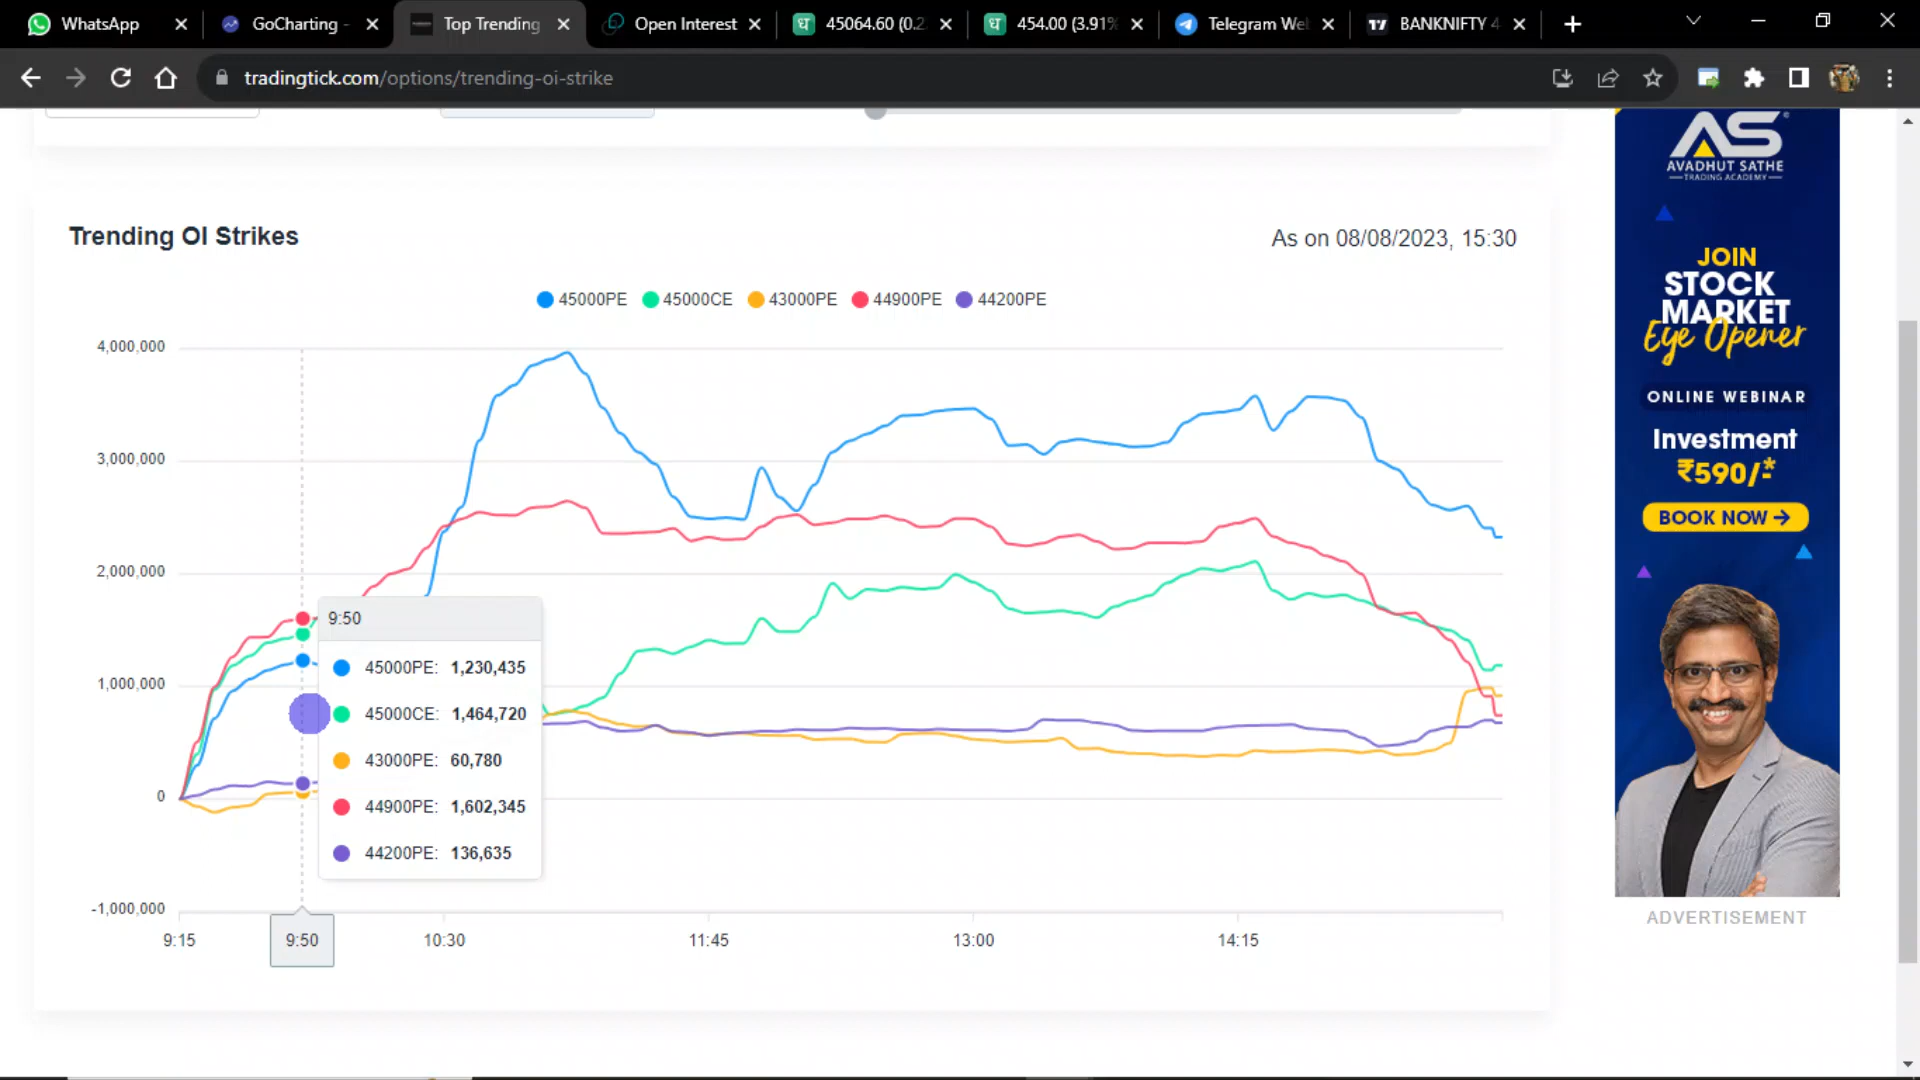 WhatsApp
GoCharting -
Top Trending
Open Interest
45064.60 (0.2
454.00 (3.91%
Telegram Web
BANKNIFTY 4
tradingtick.com/options/trending-oi-strike
Trending OI Strikes
As on 08/08/2023, 15:30
45000PE 45000CE 43000PE 44900PE 44200PE
4,000,000
3,000,000
2,000,000
1,000,000
0
-1,000,000
9:50
45000PE: 1,230,435
45000CE: 1,464,720
43000PE: 60,780
44900PE: 1,602,345
44200PE: 136,635
9:15
9:50
10:30
11:45
13:00
14:15
AS
AVADHUT SATHE
TRADING ACADEMY
JOIN
STOCK
MARKET
Eye Opener
ONLINE WEBINAR
Investment
₹590/-*
BOOK NOW →
ADVERTISEMENT